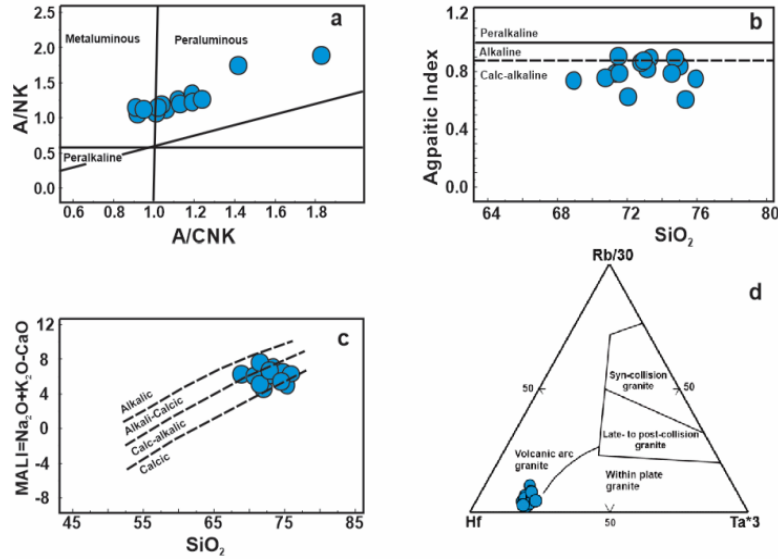 a
Metaluminous
Peraluminous
Peralkaline
A/NK
2.5
2.0
1.5
1.0
0.5
0.0
0.6
0.8
1.0
1.2
1.4
1.6
1.8
A/CNK
b
Peralkaline
Alkaline
Calc-alkaline
Agpaitic Index
1.2
0.8
0.4
0.0
64
68
72
76
80
SiO₂
c
Alkalic
Alkali-Calcic
Calc-alkalic
Calcic
MALI=Na₂O+K₂O-CaO
12
8
4
0
-4
-8
45
55
65
75
85
SiO₂
Rb/30
d
50
50
Syn-collision
granite
Late- to post-collision
granite
Volcanic arc
granite
Within plate
granite
Hf
50
Ta*3